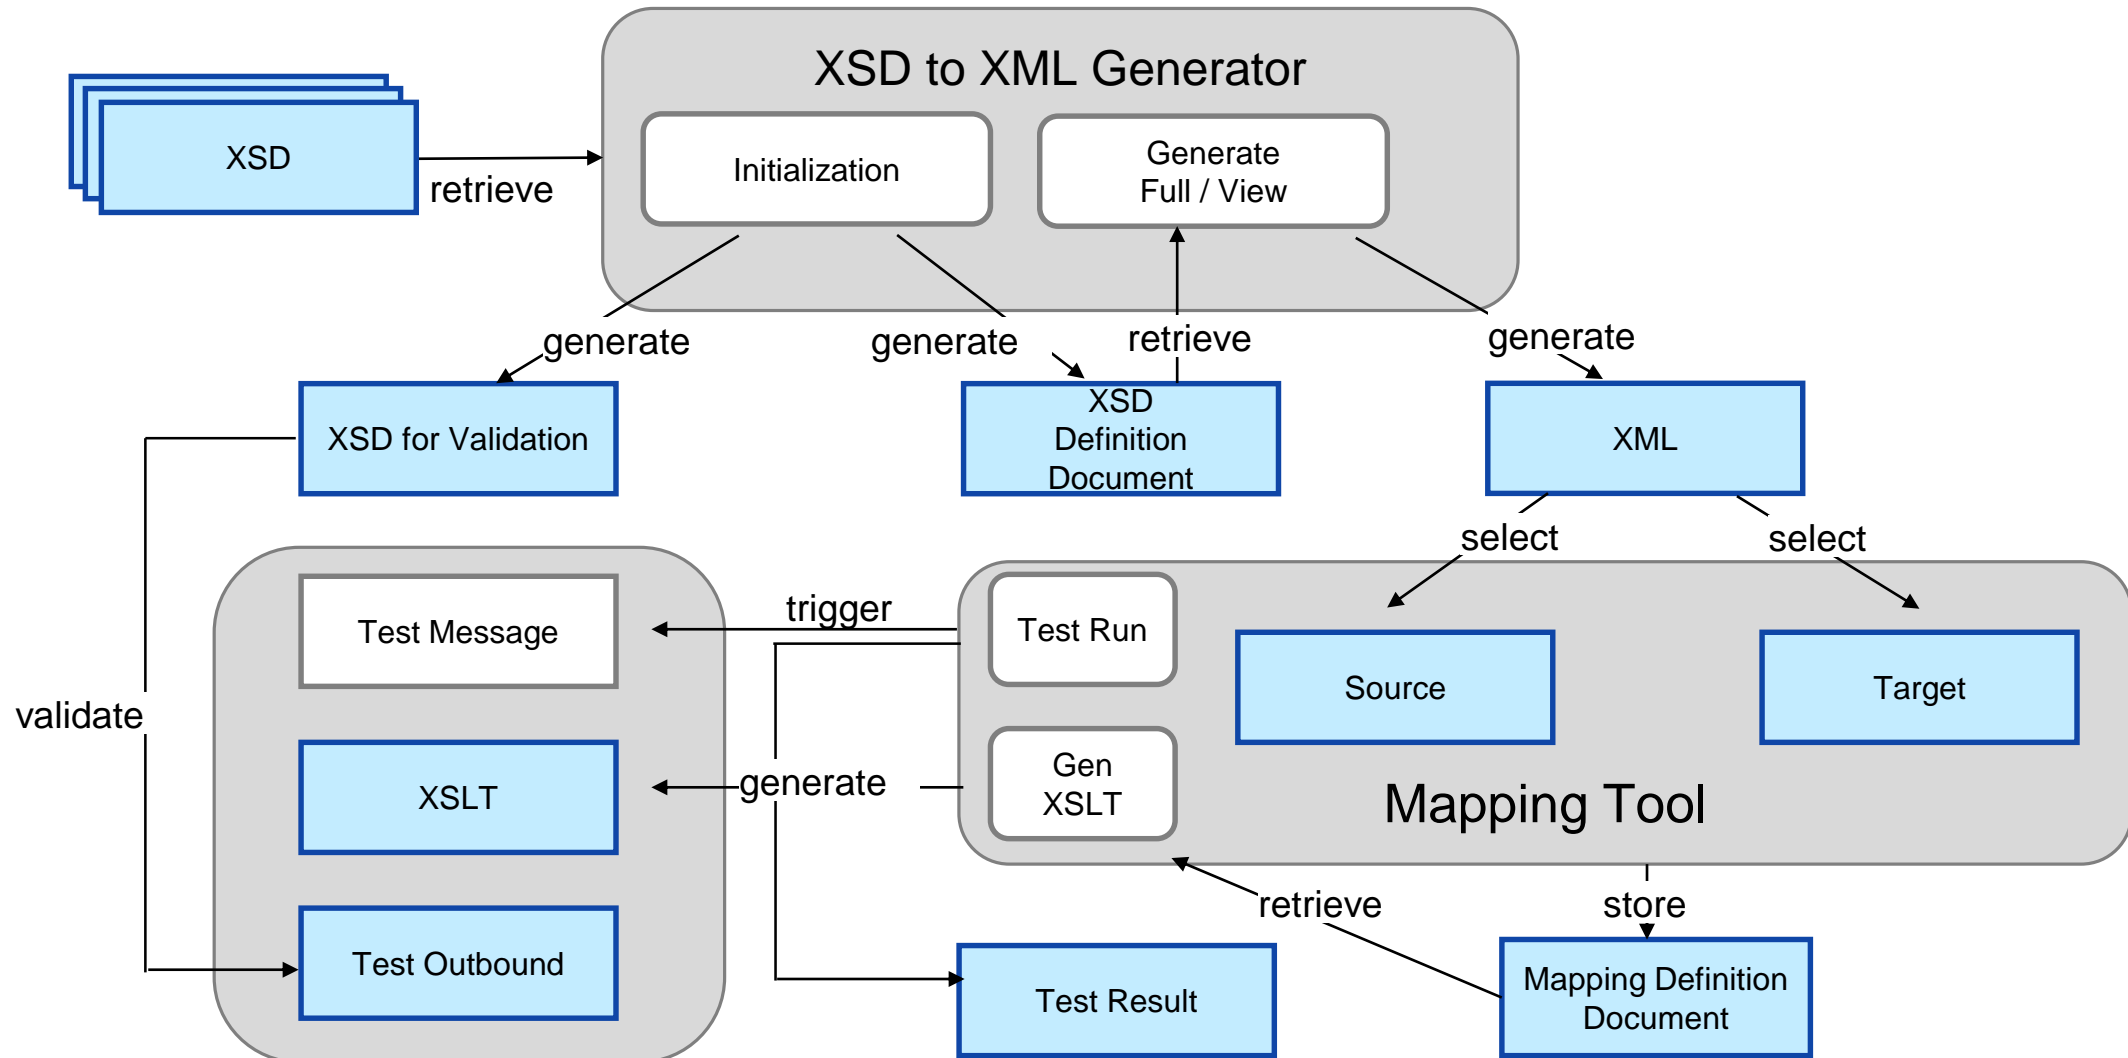 XSD to XML Generator
XSD
retrieve
Initialization
Generate
Full / View
generate
generate
retrieve
generate
XSD for Validation
XSD
Definition
Document
XML
select
select
validate
Test Message
trigger
Test Run
Source
Target
XSLT
generate
Gen
XSLT
Mapping Tool
retrieve
store
Test Outbound
Test Result
Mapping Definition
Document